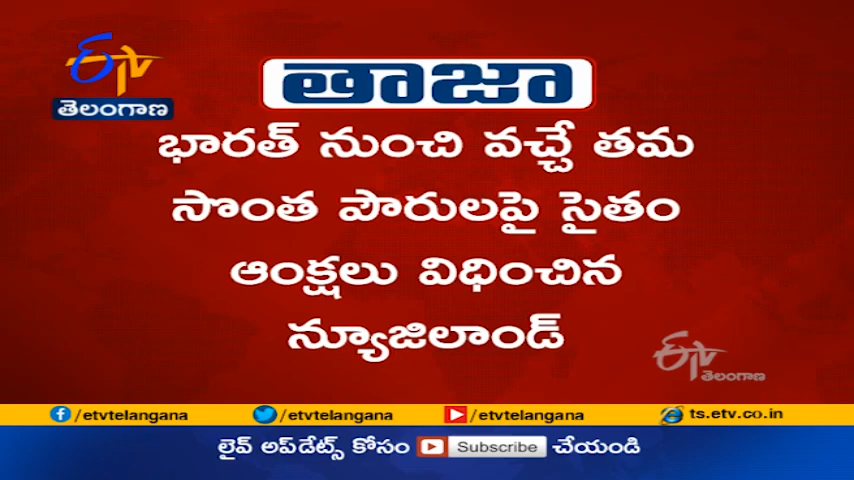 ETV
తెలంగాణ
తాజా
భారత్ నుంచి వచ్చే తమ
సొంత పౌరులపై సైతం
ఆంక్షలు విధించిన
న్యూజిలాండ్
ETV తెలంగాణ
/etvtelangana /etvtelangana /etvtelangana ts.etv.co.in
లైవ్ అప్‌డేట్స్ కోసం Subscribe చేయండి